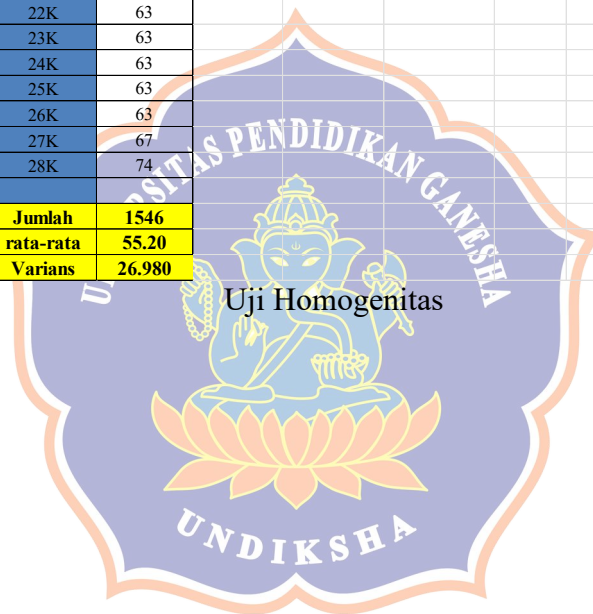 22K 63
23K 63
24K 63
25K 63
26K 63
27K 67
28K 74
Jumlah 1546
rata-rata 55.20
Varians 26.980
Uji Homogenitas
PENDIDIKAN GANESHA
UNDIKSHA